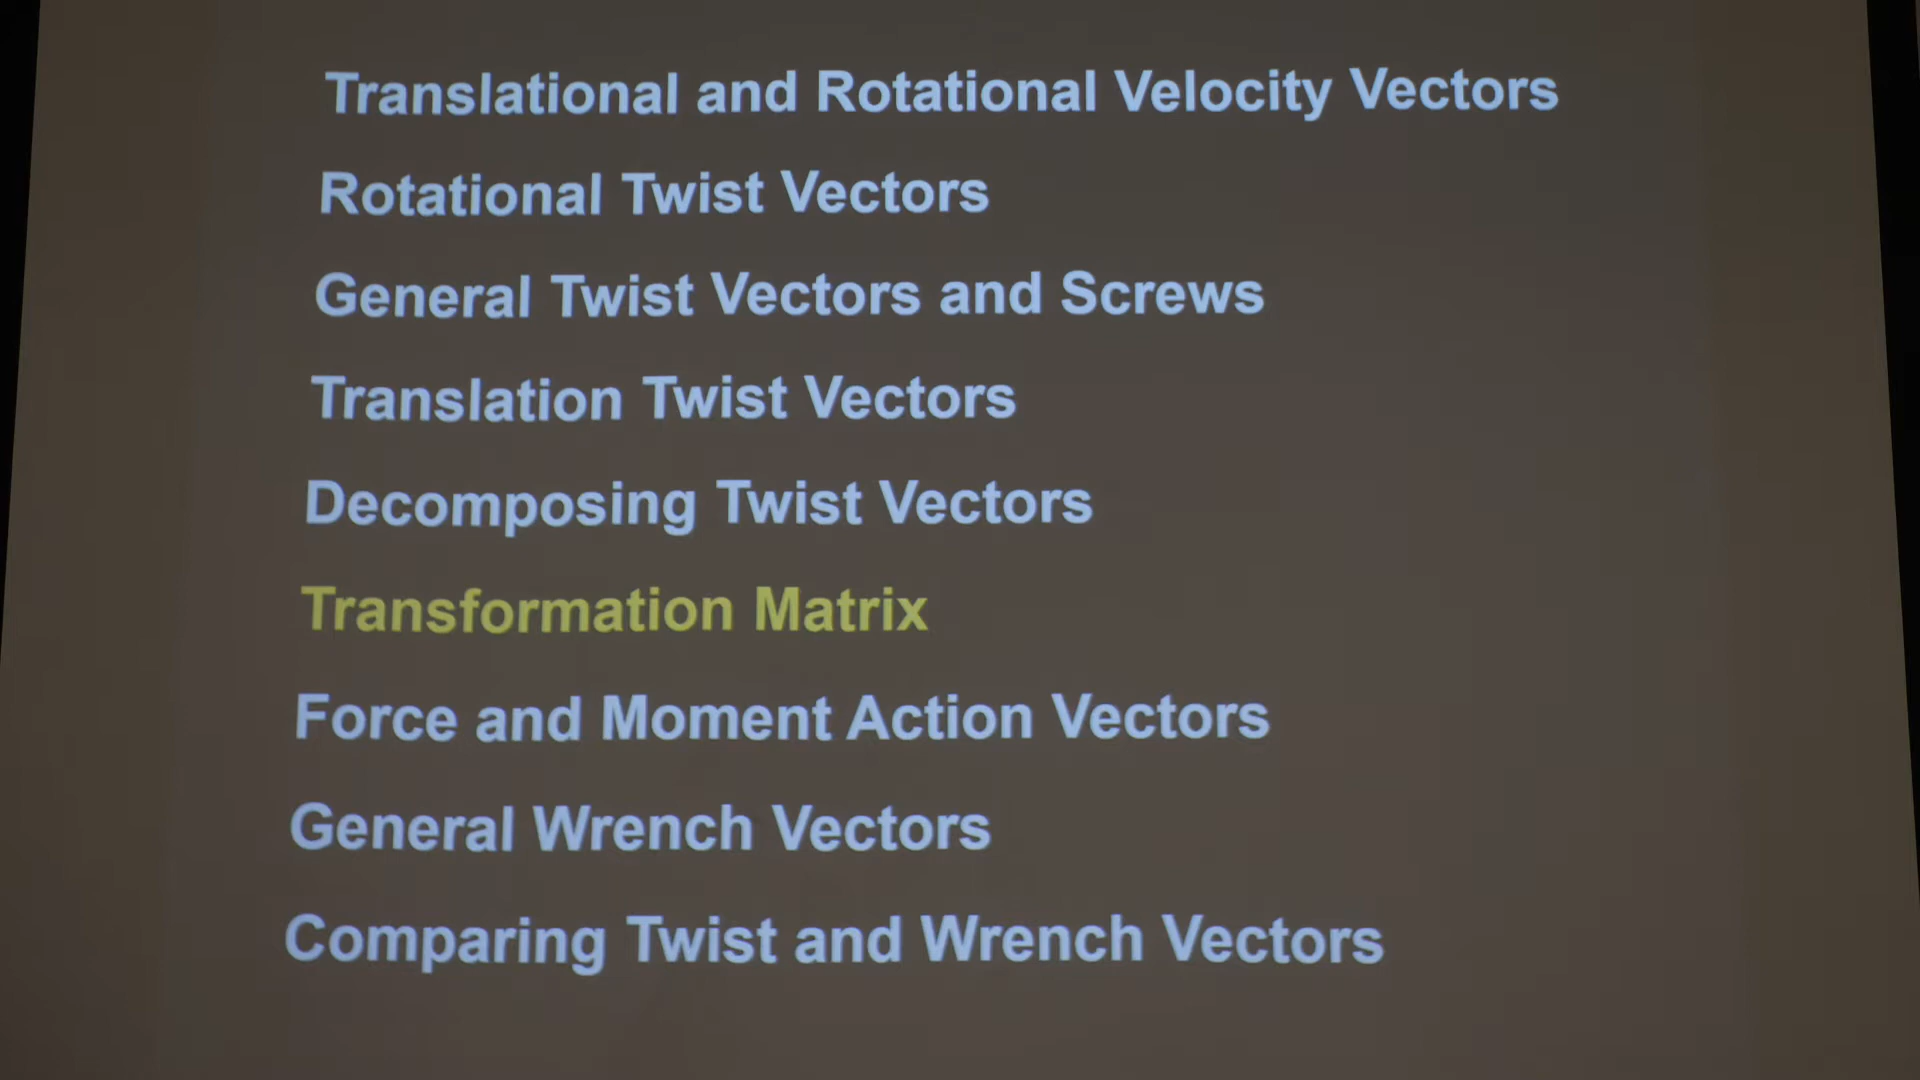 Translational and Rotational Velocity Vectors
Rotational Twist Vectors
General Twist Vectors and Screws
Translation Twist Vectors
Decomposing Twist Vectors
Transformation Matrix
Force and Moment Action Vectors
General Wrench Vectors
Comparing Twist and Wrench Vectors